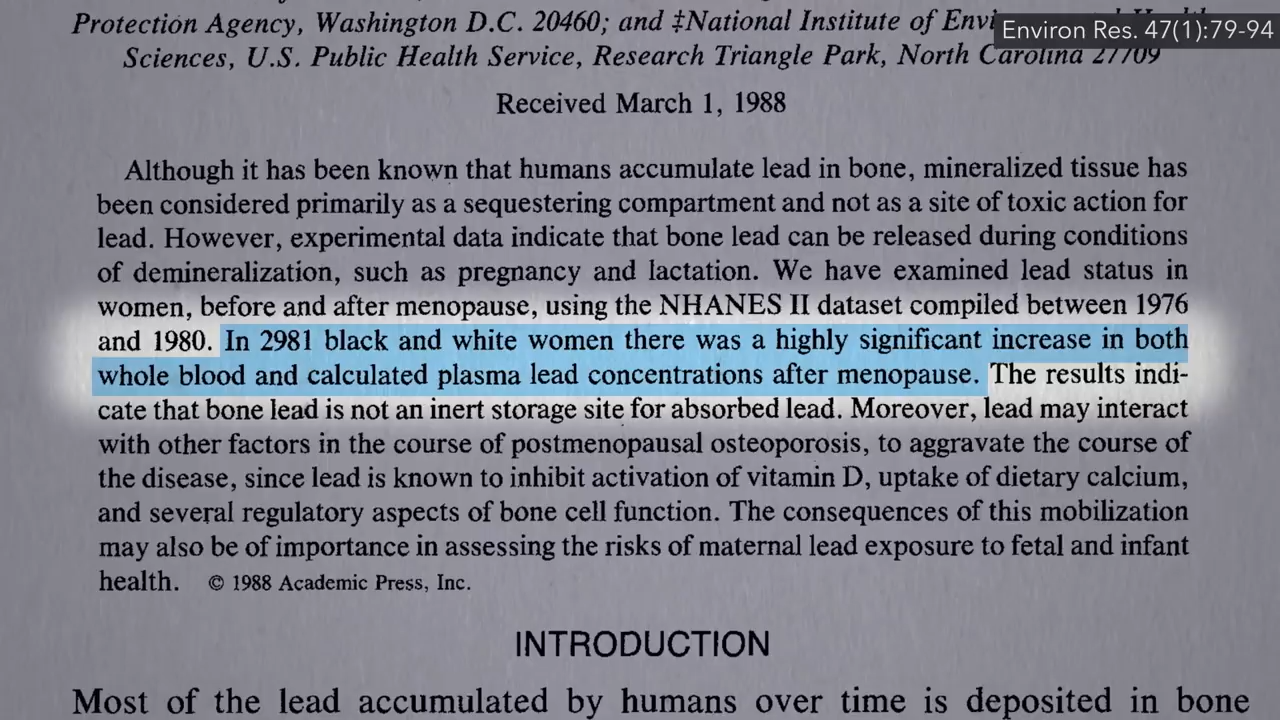 Protection Agency, Washington D.C. 20460; and ‡National Institute of
Environ Res. 47(1):79-94
Sciences, U.S. Public Health Service, Research Triangle Park, North Carolina 27709
Received March 1, 1988
Although it has been known that humans accumulate lead in bone, mineralized tissue has
been considered primarily as a sequestering compartment and not as a site of toxic action for
lead. However, experimental data indicate that bone lead can be released during conditions
of demineralization, such as pregnancy and lactation. We have examined lead status in
women, before and after menopause, using the NHANES II dataset compiled between 1976
and 1980. In 2981 black and white women there was a highly significant increase in both
whole blood and calculated plasma lead concentrations after menopause. The results indi-
cate that bone lead is not an inert storage site for absorbed lead. Moreover, lead may interact
with other factors in the course of postmenopausal osteoporosis, to aggravate the course of
the disease, since lead is known to inhibit activation of vitamin D, uptake of dietary calcium,
and several regulatory aspects of bone cell function. The consequences of this mobilization
may also be of importance in assessing the risks of maternal lead exposure to fetal and infant
health. © 1988 Academic Press, Inc.
INTRODUCTION
Most of the lead accumulated by humans over time is deposited in bone